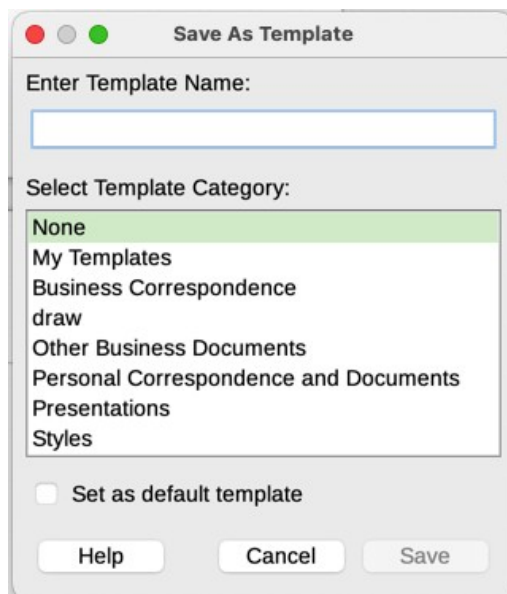 Save As Template
Enter Template Name:
Select Template Category:
None
My Templates
Business Correspondence
draw
Other Business Documents
Personal Correspondence and Documents
Presentations
Styles
Set as default template
Help Cancel Save